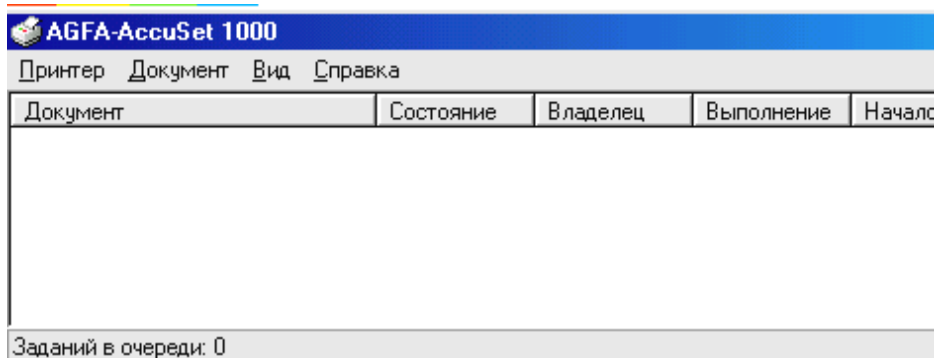 AGFA-AccuSet 1000
Принтер Документ Вид Справка
Документ Состояние Владелец Выполнение
Заданий в очереди: 0